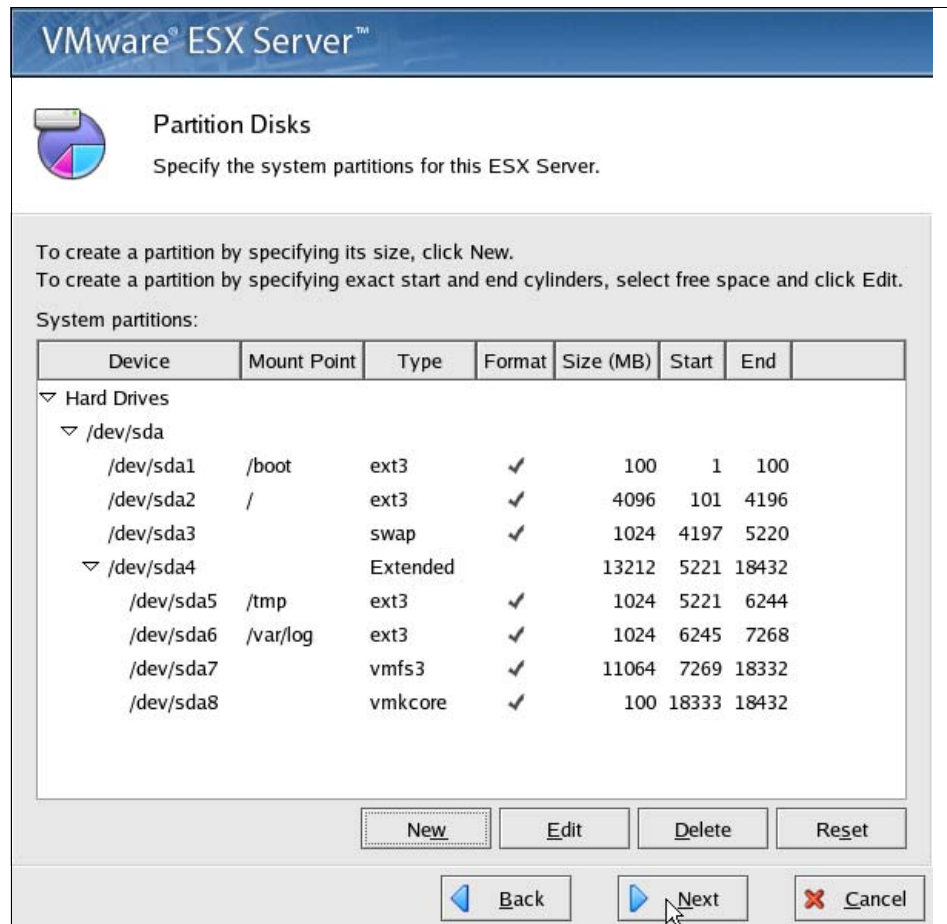 VMware® ESX Server™
Partition Disks
Specify the system partitions for this ESX Server.
To create a partition by specifying its size, click New.
To create a partition by specifying exact start and end cylinders, select free space and click Edit.
System partitions:
Device Mount Point Type Format Size (MB) Start End
Hard Drives
/dev/sda
/dev/sda1 /boot ext3 ✓ 100 1 100
/dev/sda2 / ext3 ✓ 4096 101 4196
/dev/sda3 swap ✓ 1024 4197 5220
/dev/sda4 Extended 13212 5221 18432
/dev/sda5 /tmp ext3 ✓ 1024 5221 6244
/dev/sda6 /var/log ext3 ✓ 1024 6245 7268
/dev/sda7 vmfs3 ✓ 11064 7269 18332
/dev/sda8 vmkcore ✓ 100 18333 18432
New Edit Delete Reset
Back Next Cancel